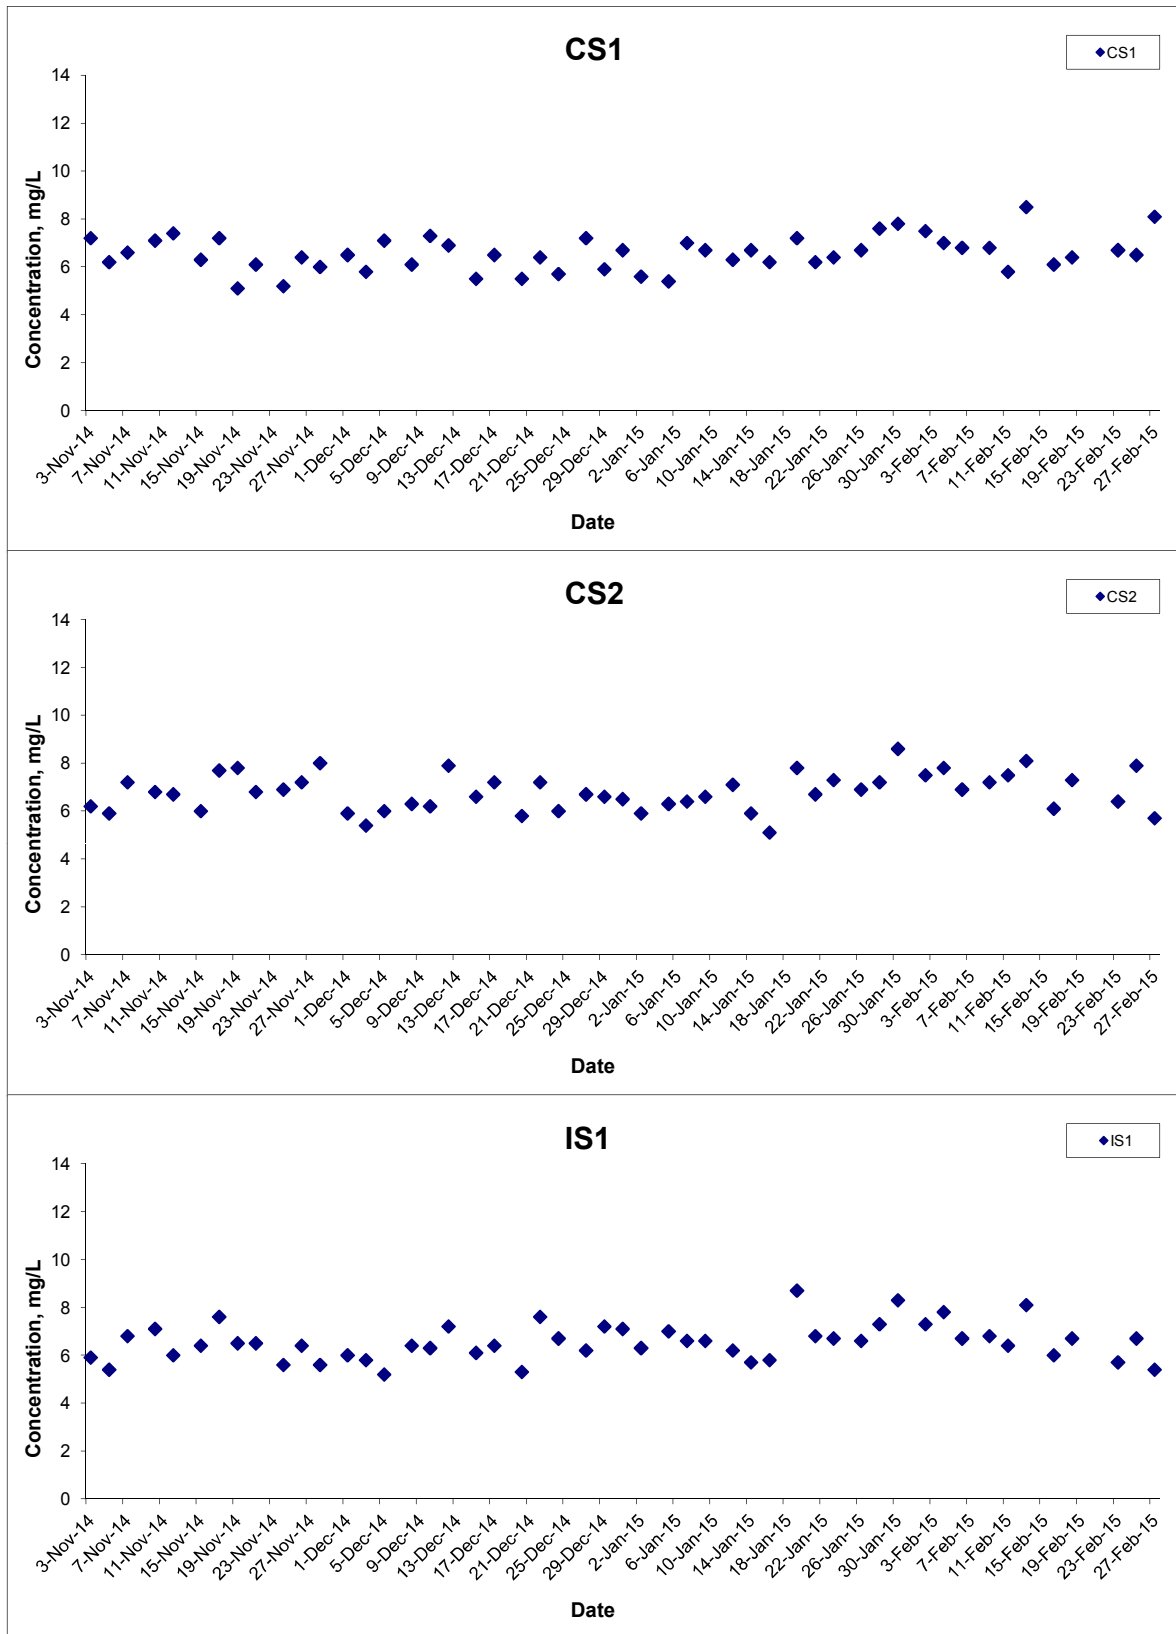 CS1
CS1
14
12
10
8
6
4
2
0
Concentration, mg/L
3-Nov-14
7-Nov-14
11-Nov-14
15-Nov-14
19-Nov-14
23-Nov-14
27-Nov-14
1-Dec-14
5-Dec-14
9-Dec-14
13-Dec-14
17-Dec-14
21-Dec-14
25-Dec-14
29-Dec-14
2-Jan-15
6-Jan-15
10-Jan-15
14-Jan-15
18-Jan-15
22-Jan-15
26-Jan-15
30-Jan-15
3-Feb-15
7-Feb-15
11-Feb-15
15-Feb-15
19-Feb-15
23-Feb-15
27-Feb-15
Date
CS2
CS2
14
12
10
8
6
4
2
0
Concentration, mg/L
3-Nov-14
7-Nov-14
11-Nov-14
15-Nov-14
19-Nov-14
23-Nov-14
27-Nov-14
1-Dec-14
5-Dec-14
9-Dec-14
13-Dec-14
17-Dec-14
21-Dec-14
25-Dec-14
29-Dec-14
2-Jan-15
6-Jan-15
10-Jan-15
14-Jan-15
18-Jan-15
22-Jan-15
26-Jan-15
30-Jan-15
3-Feb-15
7-Feb-15
11-Feb-15
15-Feb-15
19-Feb-15
23-Feb-15
27-Feb-15
Date
IS1
IS1
14
12
10
8
6
4
2
0
Concentration, mg/L
3-Nov-14
7-Nov-14
11-Nov-14
15-Nov-14
19-Nov-14
23-Nov-14
27-Nov-14
1-Dec-14
5-Dec-14
9-Dec-14
13-Dec-14
17-Dec-14
21-Dec-14
25-Dec-14
29-Dec-14
2-Jan-15
6-Jan-15
10-Jan-15
14-Jan-15
18-Jan-15
22-Jan-15
26-Jan-15
30-Jan-15
3-Feb-15
7-Feb-15
11-Feb-15
15-Feb-15
19-Feb-15
23-Feb-15
27-Feb-15
Date